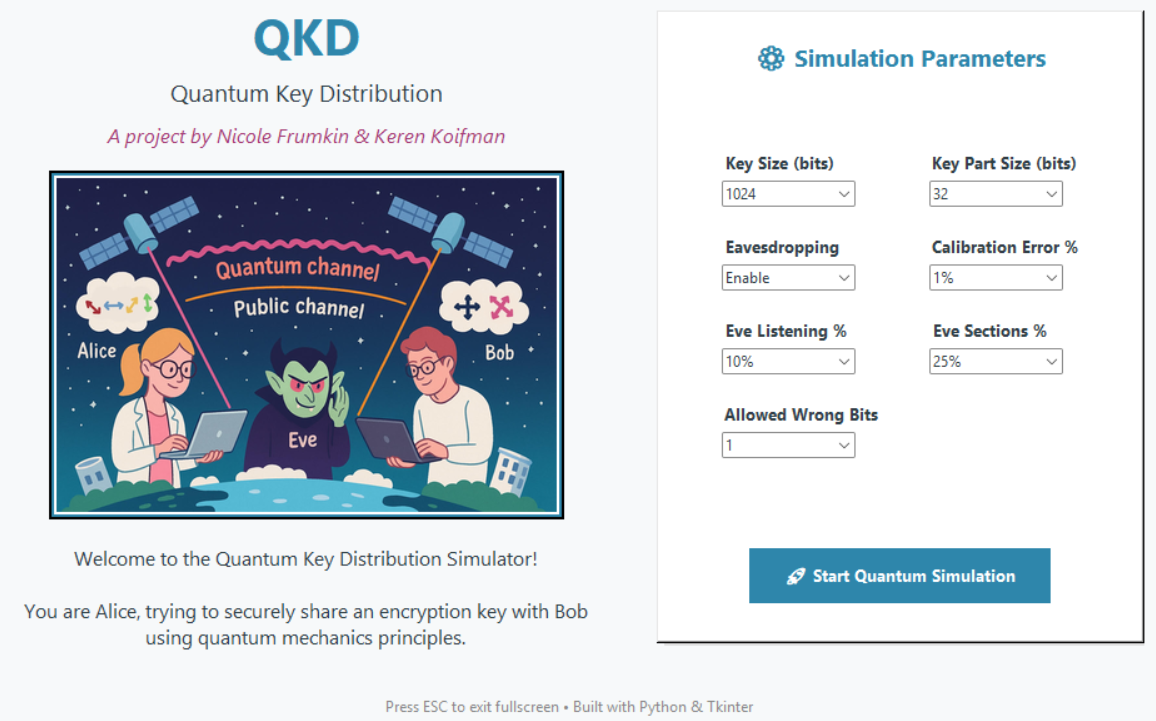 QKD
Quantum Key Distribution
A project by Nicole Frumkin & Keren Koifman
Quantum channel
Public channel
Alice
Bob
Eve
Welcome to the Quantum Key Distribution Simulator!
You are Alice, trying to securely share an encryption key with Bob
using quantum mechanics principles.
Simulation Parameters
Key Size (bits)
1024
Key Part Size (bits)
32
Eavesdropping
Enable
Calibration Error %
1%
Eve Listening %
10%
Eve Sections %
25%
Allowed Wrong Bits
1
Start Quantum Simulation
Press ESC to exit fullscreen • Built with Python & Tkinter